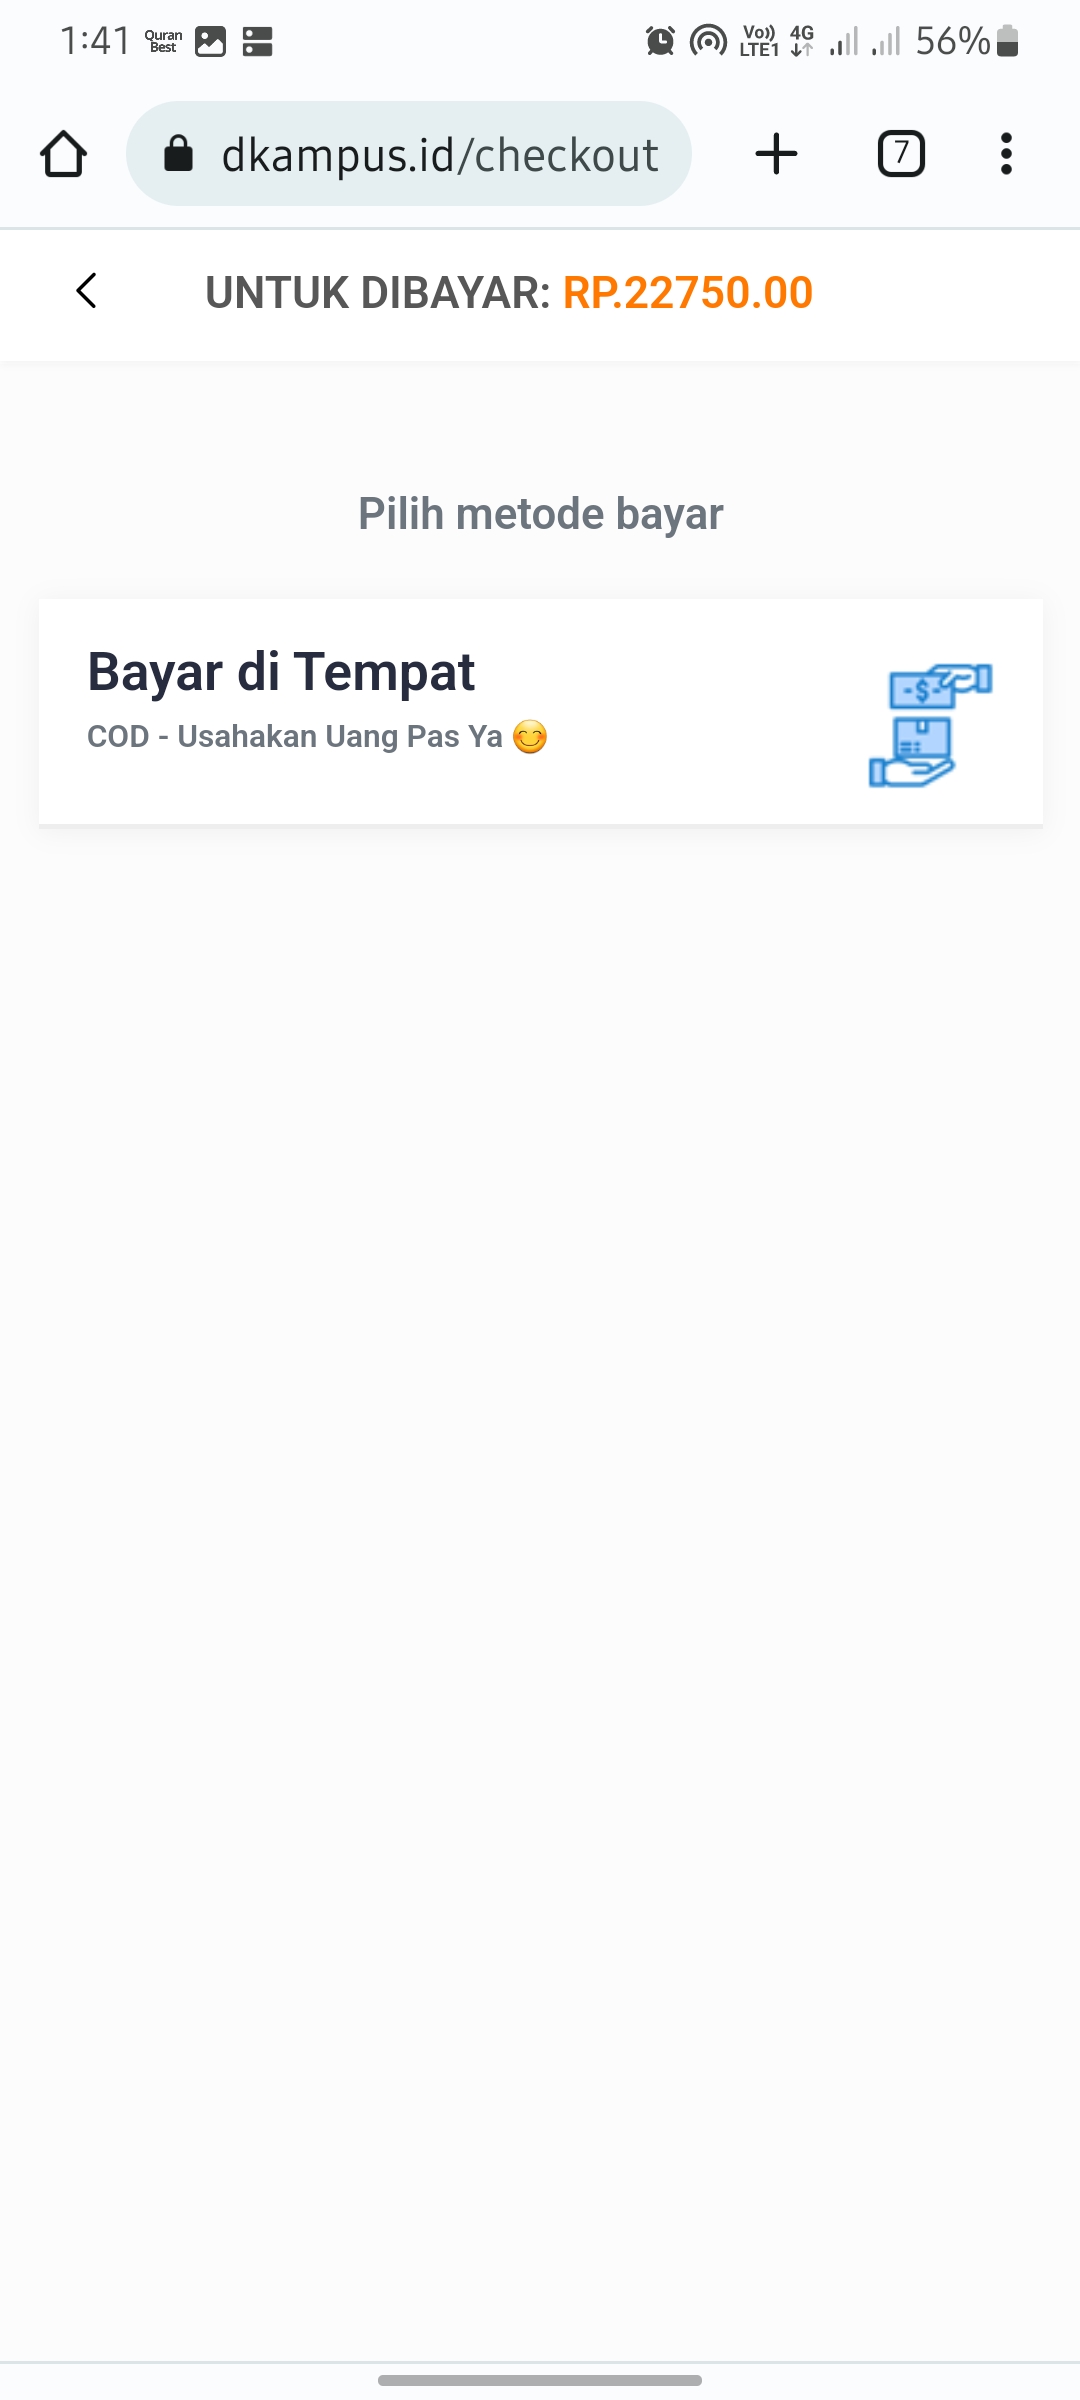 1:41 Quran Best Vo)) LTE1 4G 56%
dkampus.id/checkout 7
UNTUK DIBAYAR: RP.22750.00
Pilih metode bayar
Bayar di Tempat
COD - Usahakan Uang Pas Ya 😊
-$-